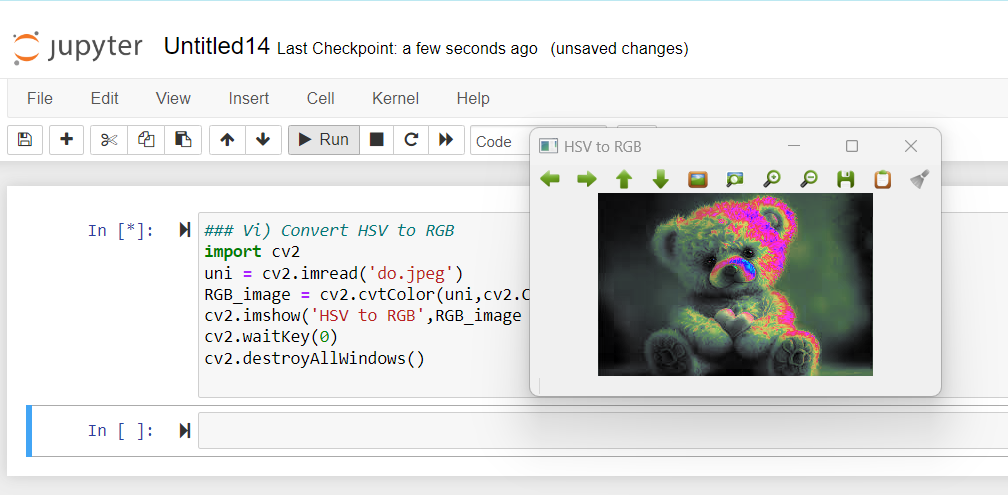 jupyter Untitled14 Last Checkpoint: a few seconds ago (unsaved changes)
File Edit View Insert Cell Kernel Help
Run Code
HSV to RGB
In [*]:
### Vi) Convert HSV to RGB
import cv2
uni = cv2.imread('do.jpeg')
RGB_image = cv2.cvtColor(uni,cv2.C
cv2.imshow('HSV to RGB',RGB_image
cv2.waitKey(0)
cv2.destroyAllWindows()
In [ ]: